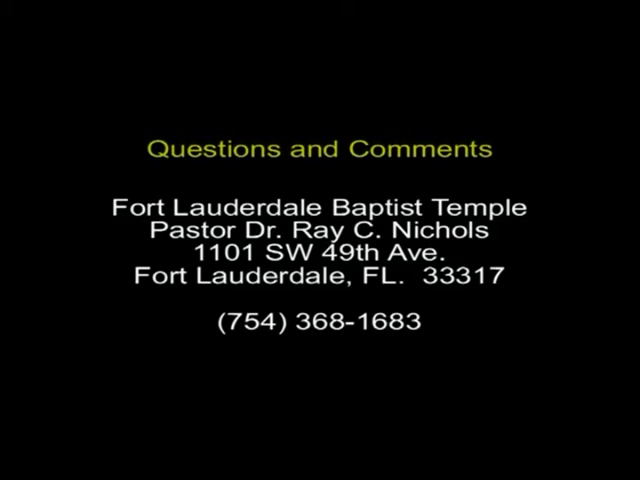 Questions and Comments
Fort Lauderdale Baptist Temple
Pastor Dr. Ray C. Nichols
1101 SW 49th Ave.
Fort Lauderdale, FL.  33317
(754) 368-1683